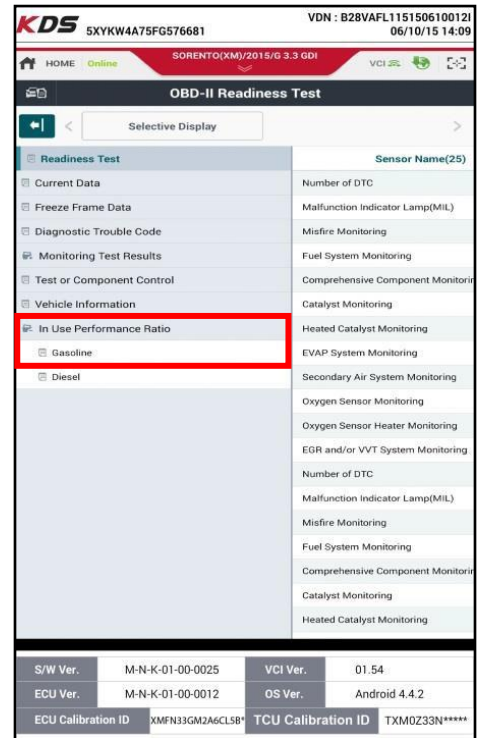 KDS 5XYKW4A75FG576681
VDN : B28VAFL115150610012I
06/10/15 14:09
HOME Online
SORENTO(XM)/2015/G 3.3 GDI
VCI
OBD-II Readiness Test
< Selective Display >
Readiness Test
Current Data
Freeze Frame Data
Diagnostic Trouble Code
Monitoring Test Results
Test or Component Control
Vehicle Information
In Use Performance Ratio
Gasoline
Diesel
Sensor Name(25)
Number of DTC
Malfunction Indicator Lamp(MIL)
Misfire Monitoring
Fuel System Monitoring
Comprehensive Component Monitorin
Catalyst Monitoring
Heated Catalyst Monitoring
EVAP System Monitoring
Secondary Air System Monitoring
Oxygen Sensor Monitoring
Oxygen Sensor Heater Monitoring
EGR and/or VVT System Monitoring
Number of DTC
Malfunction Indicator Lamp(MIL)
Misfire Monitoring
Fuel System Monitoring
Comprehensive Component Monitorin
Catalyst Monitoring
Heated Catalyst Monitoring
S/W Ver. M-N-K-01-00-0025 VCI Ver. 01.54
ECU Ver. M-N-K-01-00-0012 OS Ver. Android 4.4.2
ECU Calibration ID XMFN33GM2A6CL5B* TCU Calibration ID TXM0Z33N*****